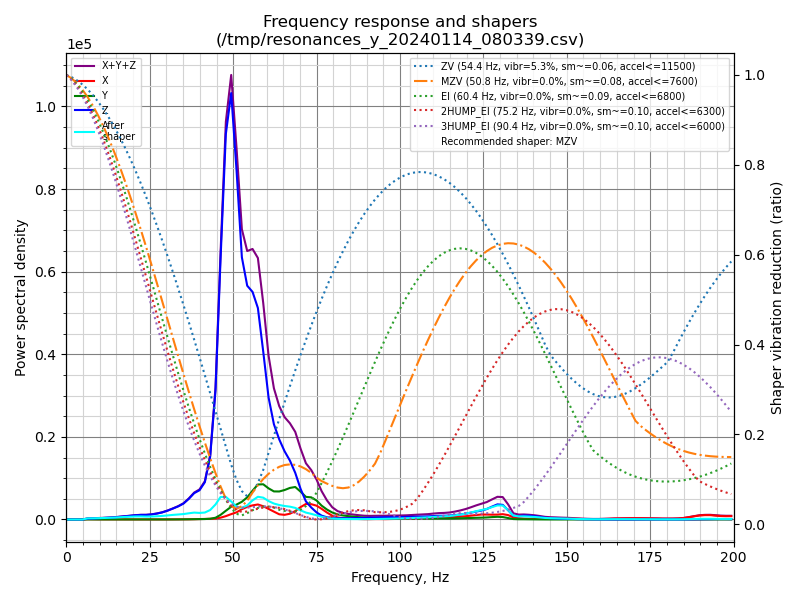 Frequency response and shapers
(/tmp/resonances_y_20240114_080339.csv)
1e5
X+Y+Z
X
Y
Z
After
shaper
ZV (54.4 Hz, vibr=5.3%, sm~=0.06, accel<=11500)
MZV (50.8 Hz, vibr=0.0%, sm~=0.08, accel<=7600)
EI (60.4 Hz, vibr=0.0%, sm~=0.09, accel<=6800)
2HUMP_EI (75.2 Hz, vibr=0.0%, sm~=0.10, accel<=6300)
3HUMP_EI (90.4 Hz, vibr=0.0%, sm~=0.10, accel<=6000)
Recommended shaper: MZV
Power spectral density
1.0
0.8
0.6
0.4
0.2
0.0
1.0
0.8
0.6
0.4
0.2
0.0
Shaper vibration reduction (ratio)
0 25 50 75 100 125 150 175 200
Frequency, Hz